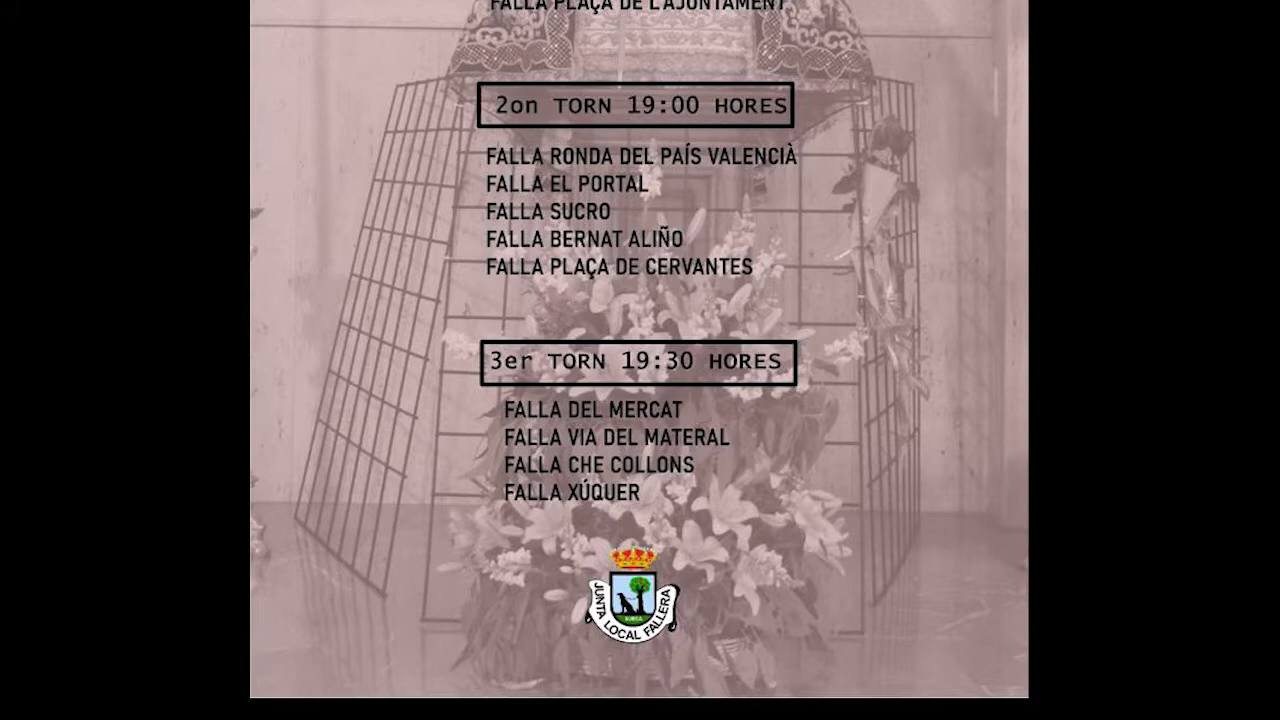 FALLA PLAÇA DE L'AJUNTAMENT
2on TORN 19:00 HORES
FALLA RONDA DEL PAÍS VALENCIÀ
FALLA EL PORTAL
FALLA SUCRO
FALLA BERNAT ALIÑO
FALLA PLAÇA DE CERVANTES
3er TORN 19:30 HORES
FALLA DEL MERCAT
FALLA VIA DEL MATERAL
FALLA CHE COLLONS
FALLA XÚQUER
SUECA
JUNTA LOCAL FALLERA